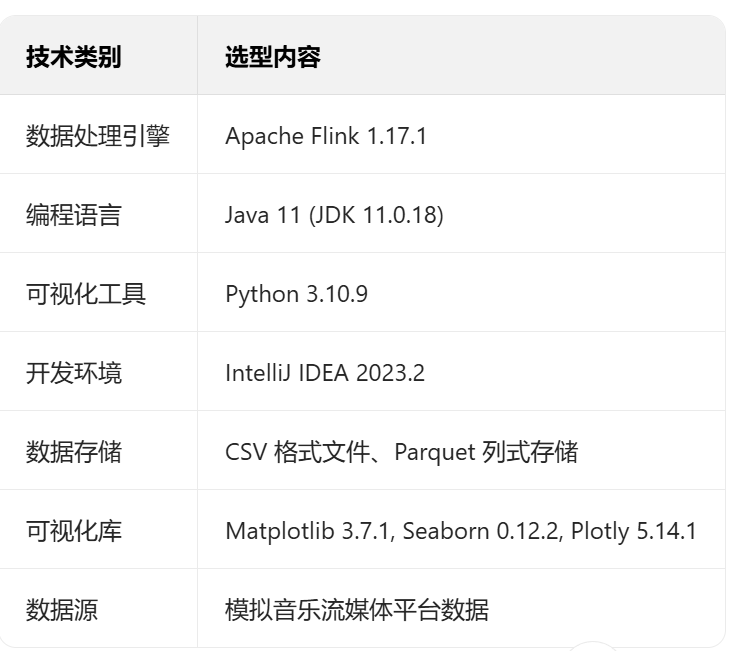 技术类别 选型内容
数据处理引擎 Apache Flink 1.17.1
编程语言 Java 11 (JDK 11.0.18)
可视化工具 Python 3.10.9
开发环境 IntelliJ IDEA 2023.2
数据存储 CSV 格式文件、Parquet 列式存储
可视化库 Matplotlib 3.7.1, Seaborn 0.12.2, Plotly 5.14.1
数据源 模拟音乐流媒体平台数据